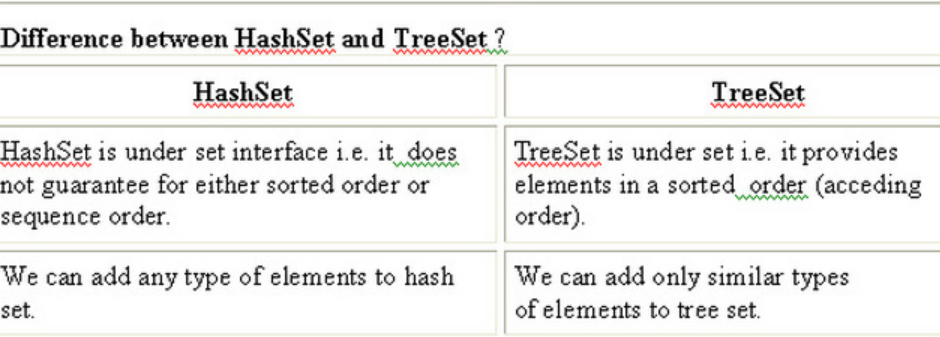 Difference between HashSet and TreeSet ?
HashSet
TreeSet
HashSet is under set interface i.e. it does
not guarantee for either sorted order or
sequence order.
TreeSet is under set i.e. it provides
elements in a sorted order (acceding
order).
We can add any type of elements to hash
set.
We can add only similar types
of elements to tree set.